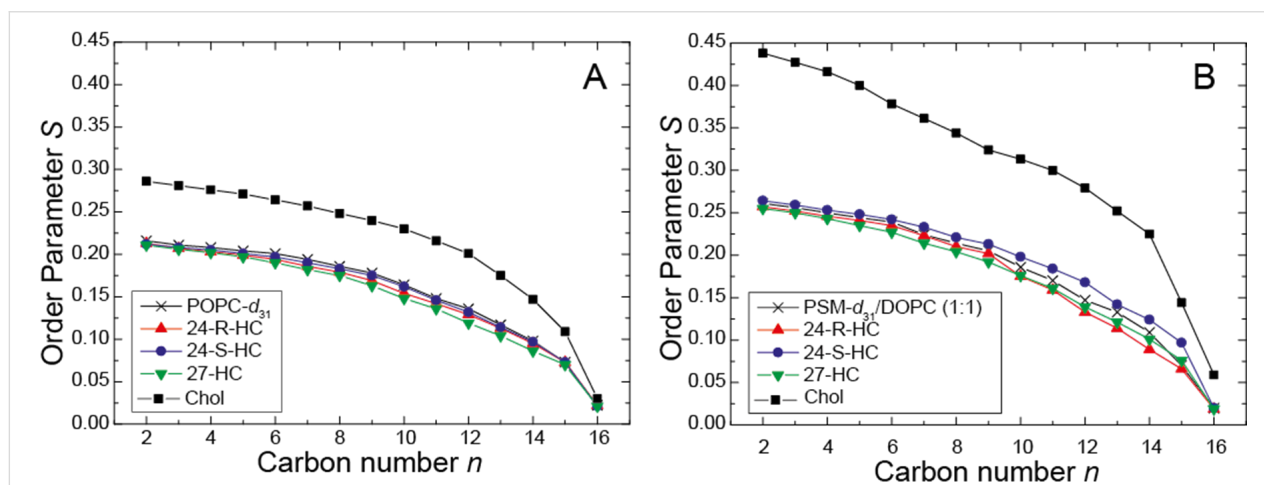 A
Order Parameter S
0.45
0.40
0.35
0.30
0.25
0.20
0.15
0.10
0.05
0.00
POPC-d31
24-R-HC
24-S-HC
27-HC
Chol
2 4 6 8 10 12 14 16
Carbon number n
B
Order Parameter S
0.45
0.40
0.35
0.30
0.25
0.20
0.15
0.10
0.05
0.00
PSM-d31/DOPC (1:1)
24-R-HC
24-S-HC
27-HC
Chol
2 4 6 8 10 12 14 16
Carbon number n